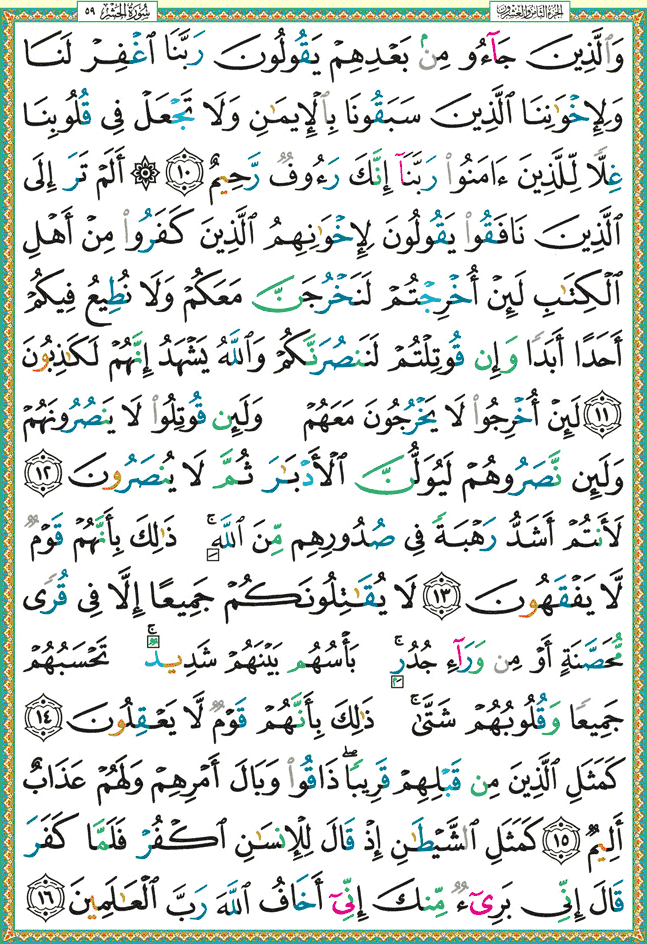 الجزء الثامن والعشرون
سورة الحشر ٥٩
وَٱلَّذِينَ جَآءُو مِنۢ بَعْدِهِمْ يَقُولُونَ رَبَّنَا ٱغْفِرْ لَنَا
وَلِإِخْوَٰنِنَا ٱلَّذِينَ سَبَقُونَا بِٱلْإِيمَٰنِ وَلَا تَجْعَلْ فِى قُلُوبِنَا
غِلًّا لِّلَّذِينَ ءَامَنُوا۟ رَبَّنَآ إِنَّكَ رَءُوفٌ رَّحِيمٌ ١٠ ۞ أَلَمْ تَرَ إِلَى
ٱلَّذِينَ نَافَقُوا۟ يَقُولُونَ لِإِخْوَٰنِهِمُ ٱلَّذِينَ كَفَرُوا۟ مِنْ أَهْلِ
ٱلْكِتَٰبِ لَئِنْ أُخْرِجْتُمْ لَنَخْرُجَنَّ مَعَكُمْ وَلَا نُطِيعُ فِيكُمْ
أَحَدًا أَبَدًا وَإِن قُوتِلْتُمْ لَنَنصُرَنَّكُمْ وَٱللَّهُ يَشْهَدُ إِنَّهُمْ لَكَٰذِبُونَ
١١ لَئِنْ أُخْرِجُوا۟ لَا يَخْرُجُونَ مَعَهُمْ وَلَئِن قُوتِلُوا۟ لَا يَنصُرُونَهُمْ
وَلَئِن نَّصَرُوهُمْ لَيُوَلُّنَّ ٱلْأَدْبَٰرَ ثُمَّ لَا يُنصَرُونَ ١٢
لَأَنتُمْ أَشَدُّ رَهْبَةً فِى صُدُورِهِم مِّنَ ٱللَّهِ ۚ ذَٰلِكَ بِأَنَّهُمْ قَوْمٌ
لَّا يَفْقَهُونَ ١٣ لَا يُقَٰتِلُونَكُمْ جَمِيعًا إِلَّا فِى قُرًى
مُّحَصَّنَةٍ أَوْ مِن وَرَآءِ جُدُرٍۭ ۚ بَأْسُهُم بَيْنَهُمْ شَدِيدٌ ۚ تَحْسَبُهُمْ
جَمِيعًا وَقُلُوبُهُمْ شَتَّىٰ ۚ ذَٰلِكَ بِأَنَّهُمْ قَوْمٌ لَّا يَعْقِلُونَ ١٤
كَمَثَلِ ٱلَّذِينَ مِن قَبْلِهِمْ قَرِيبًا ۖ ذَاقُوا۟ وَبَالَ أَمْرِهِمْ وَلَهُمْ عَذَابٌ
أَلِيمٌ ١٥ كَمَثَلِ ٱلشَّيْطَٰنِ إِذْ قَالَ لِلْإِنسَٰنِ ٱكْفُرْ فَلَمَّا كَفَرَ
قَالَ إِنِّى بَرِىٓءٌ مِّنكَ إِنِّىٓ أَخَافُ ٱللَّهَ رَبَّ ٱلْعَٰلَمِينَ ١٦